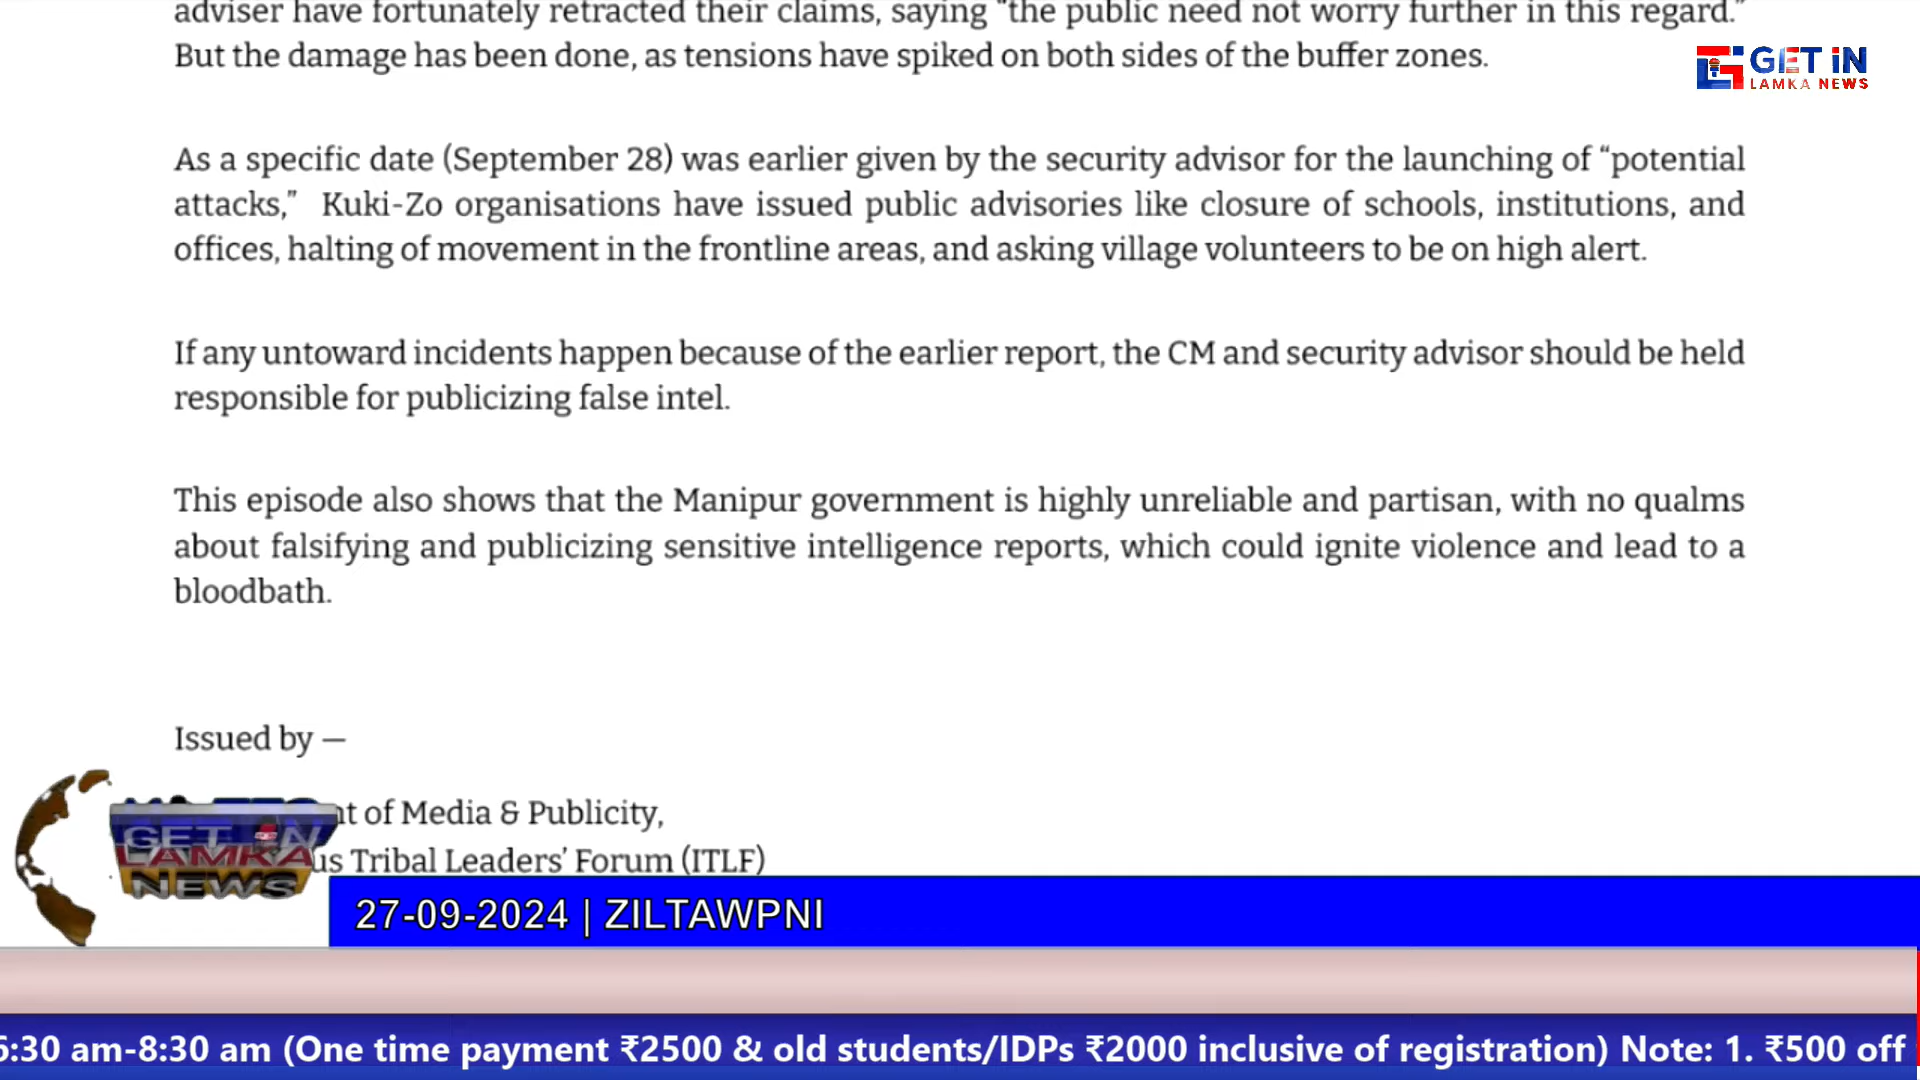 adviser have fortunately retracted their claims, saying “the public need not worry further in this regard.”
But the damage has been done, as tensions have spiked on both sides of the buffer zones.
GET iN
LAMKA NEWS
As a specific date (September 28) was earlier given by the security advisor for the launching of “potential
attacks,” Kuki-Zo organisations have issued public advisories like closure of schools, institutions, and
offices, halting of movement in the frontline areas, and asking village volunteers to be on high alert.
If any untoward incidents happen because of the earlier report, the CM and security advisor should be held
responsible for publicizing false intel.
This episode also shows that the Manipur government is highly unreliable and partisan, with no qualms
about falsifying and publicizing sensitive intelligence reports, which could ignite violence and lead to a
bloodbath.
Issued by —
of Media & Publicity,
Tribal Leaders’ Forum (ITLF)
GET IN
LAMKA
NEWS
27-09-2024 | ZILTAWPNI
6:30 am-8:30 am (One time payment ₹2500 & old students/IDPs ₹2000 inclusive of registration) Note: 1. ₹500 off